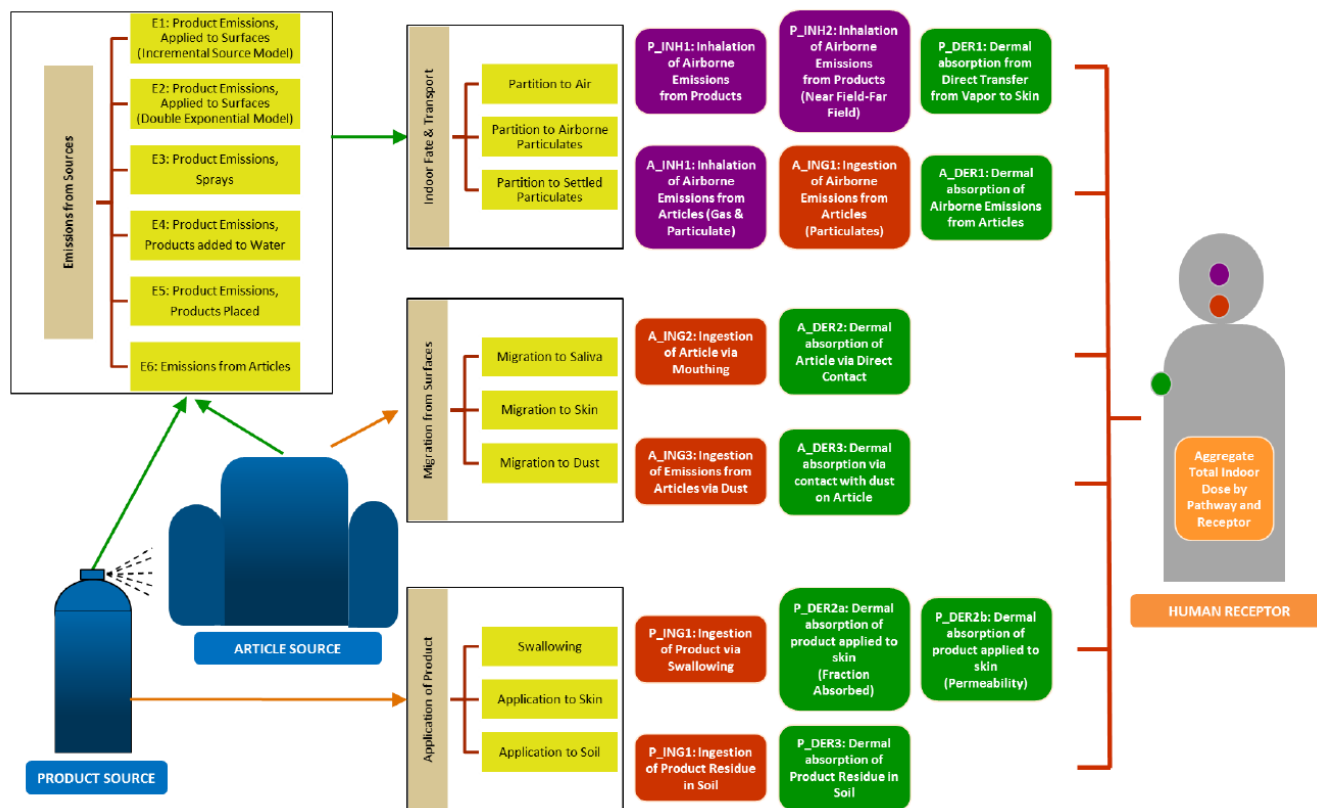 Emissions from Sources
E1: Product Emissions,
Applied to Surfaces
(Incremental Source Model)
E2: Product Emissions,
Applied to Surfaces
(Double Exponential Model)
E3: Product Emissions,
Sprays
E4: Product Emissions,
Products added to Water
E5: Product Emissions,
Products Placed
E6: Emissions from Articles
Indoor Fate & Transport
Partition to Air
Partition to Airborne
Particulates
Partition to Settled
Particulates
P_INH1: Inhalation
of Airborne
Emissions
from Products
P_INH2: Inhalation
of Airborne
Emissions
from Products
(Near Field-Far
Field)
P_DER1: Dermal
absorption from
Direct Transfer
from Vapor to Skin
A_INH1: Inhalation
of Airborne
Emissions from
Articles (Gas &
Particulate)
A_ING1: Ingestion
of Airborne
Emissions from
Articles
(Particulates)
A_DER1: Dermal
absorption of
Airborne Emissions
from Articles
Migration from Surfaces
Migration to Saliva
Migration to Skin
Migration to Dust
A_ING2: Ingestion
of Article via
Mouthing
A_DER2: Dermal
absorption of
Article via Direct
Contact
A_ING3: Ingestion
of Emissions from
Articles via Dust
A_DER3: Dermal
absorption via
contact with dust
on Article
Application of Product
Swallowing
Application to Skin
Application to Soil
P_ING1: Ingestion
of Product via
Swallowing
P_DER2a: Dermal
absorption of
product applied to
skin
(Fraction
Absorbed)
P_DER2b: Dermal
absorption of
product applied to
skin
(Permeability)
P_ING1: Ingestion
of Product Residue
in Soil
P_DER3: Dermal
absorption of
Product Residue in
Soil
Aggregate
Total Indoor
Dose by
Pathway and
Receptor
HUMAN RECEPTOR
ARTICLE SOURCE
PRODUCT SOURCE